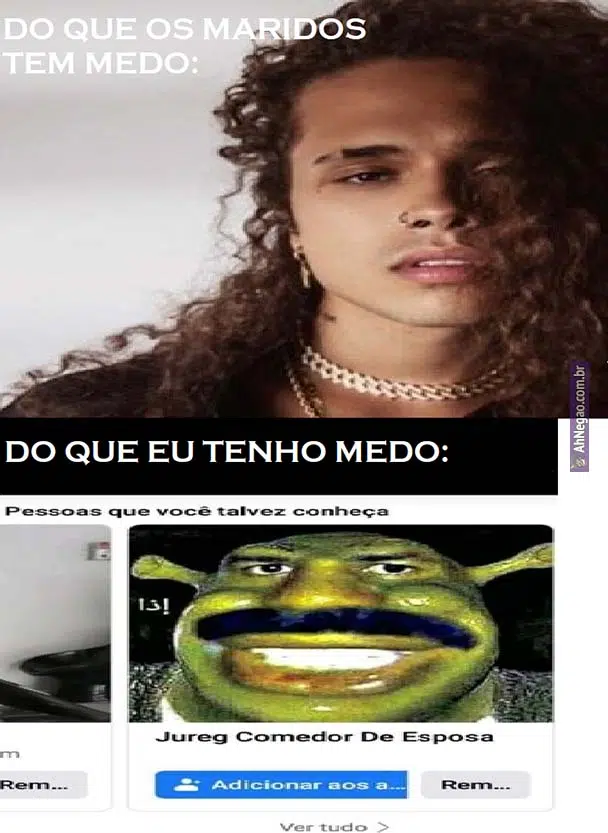 DO QUE OS MARIDOS
TEM MEDO:
AhNegao.com.br
DO QUE EU TENHO MEDO:
Pessoas que você talvez conheça
إذا
Jureg Comedor De Esposa
m
Rem...
Adicionar aos a...
Rem...
Ver tudo >